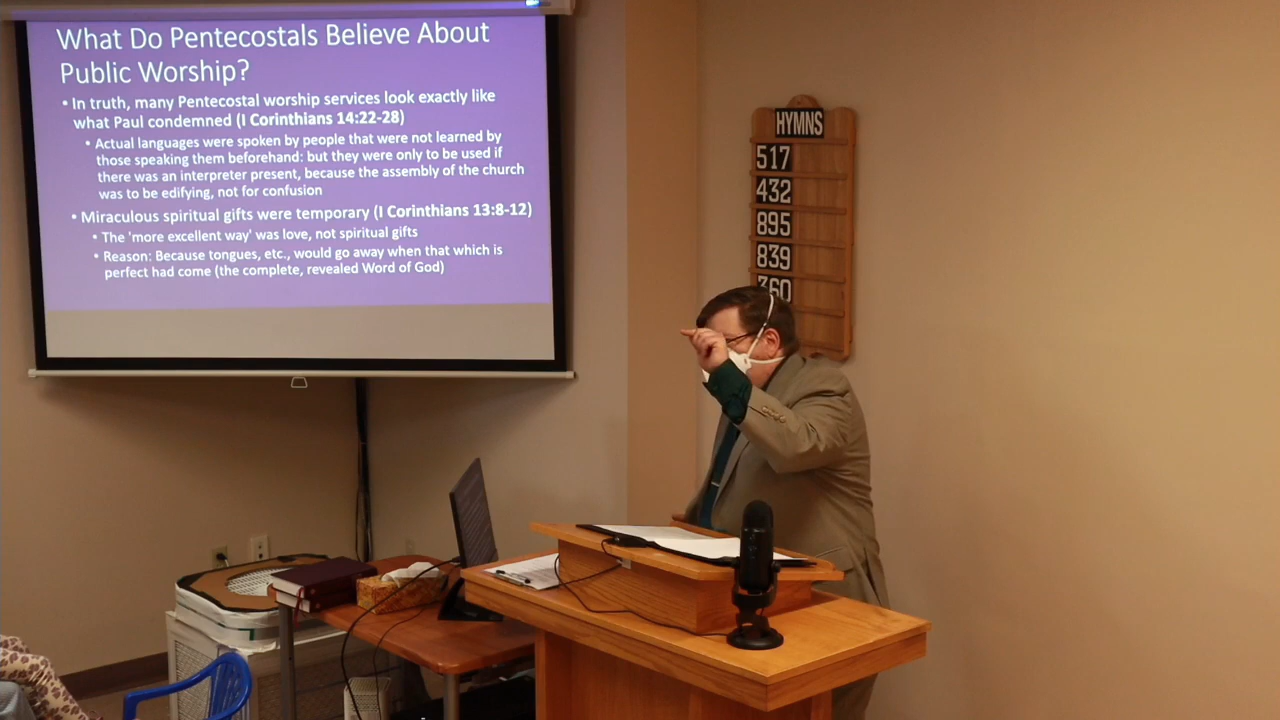 What Do Pentecostals Believe About
Public Worship?
• In truth, many Pentecostal worship services look exactly like
what Paul condemned (I Corinthians 14:22-28)
• Actual languages were spoken by people that were not learned by
those speaking them beforehand: but they were only to be used if
there was an interpreter present, because the assembly of the church
was to be edifying, not for confusion
• Miraculous spiritual gifts were temporary (I Corinthians 13:8-12)
• The 'more excellent way' was love, not spiritual gifts
• Reason: Because tongues, etc., would go away when that which is
perfect had come (the complete, revealed Word of God)
HYMNS
517
432
895
839
360